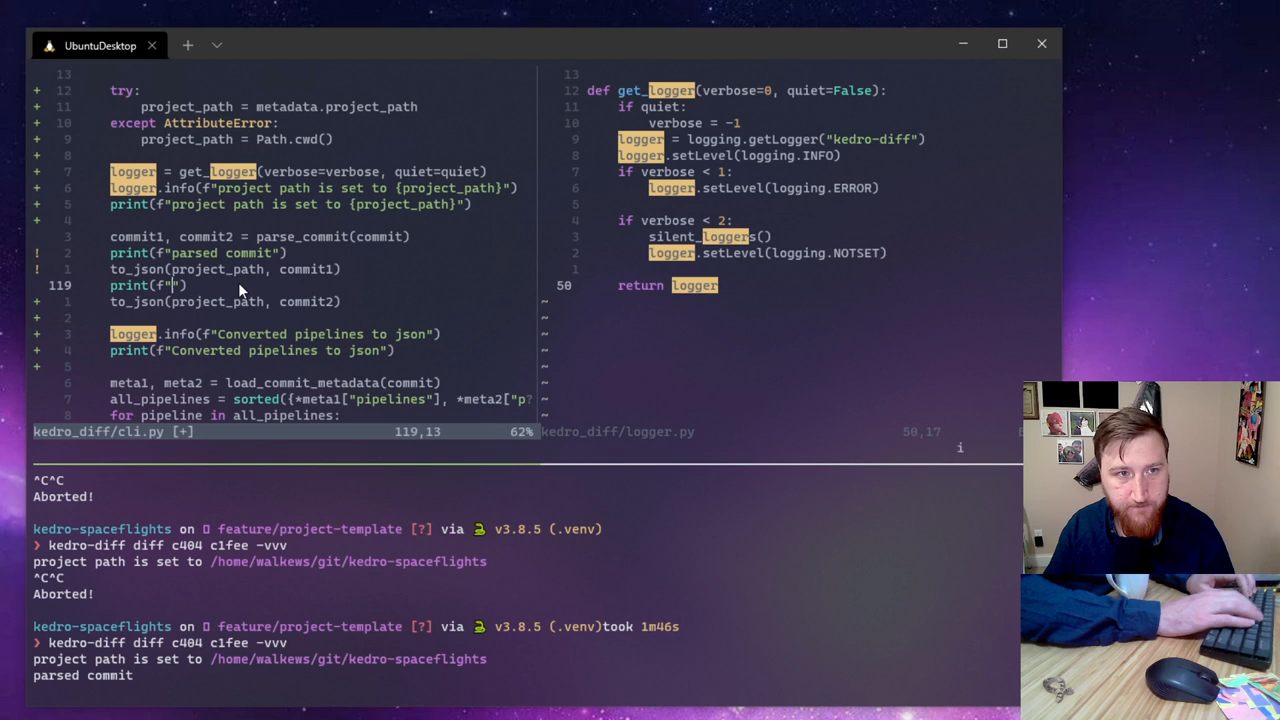 UbuntuDesktop
13
+ 12 try:
+ 11 project_path = metadata.project_path
+ 10 except AttributeError:
+ 9 project_path = Path.cwd()
+ 8
+ 7 logger = get_logger(verbose=verbose, quiet=quiet)
+ 6 logger.info(f"project path is set to {project_path}")
+ 5 print(f"project path is set to {project_path}")
+ 4
3 commit1, commit2 = parse_commit(commit)
! 2 print(f"parsed commit")
! 1 to_json(project_path, commit1)
119 print(f"")
+ 1 to_json(project_path, commit2)
+ 2
+ 3 logger.info(f"Converted pipelines to json")
+ 4 print(f"Converted pipelines to json")
+ 5
6 meta1, meta2 = load_commit_metadata(commit)
7 all_pipelines = sorted({*meta1["pipelines"], *meta2["p?
8 for pipeline in all_pipelines:
kedro_diff/cli.py [+] 119,13 62%
13
12 def get_logger(verbose=0, quiet=False):
11 if quiet:
10 verbose = -1
9 logger = logging.getLogger("kedro-diff")
8 logger.setLevel(logging.INFO)
7 if verbose < 1:
6 logger.setLevel(logging.ERROR)
5
4 if verbose < 2:
3 silent_loggers()
2 logger.setLevel(logging.NOTSET)
1
50 return logger
~
~
~
~
~
~
~
~
kedro_diff/logger.py 50,17
i
^C^C
Aborted!
kedro-spaceflights on feature/project-template [?] via v3.8.5 (.venv)
❯ kedro-diff diff c404 c1fee -vvv
project path is set to /home/walkews/git/kedro-spaceflights
^C^C
Aborted!
kedro-spaceflights on feature/project-template [?] via v3.8.5 (.venv)took 1m46s
❯ kedro-diff diff c404 c1fee -vvv
project path is set to /home/walkews/git/kedro-spaceflights
parsed commit